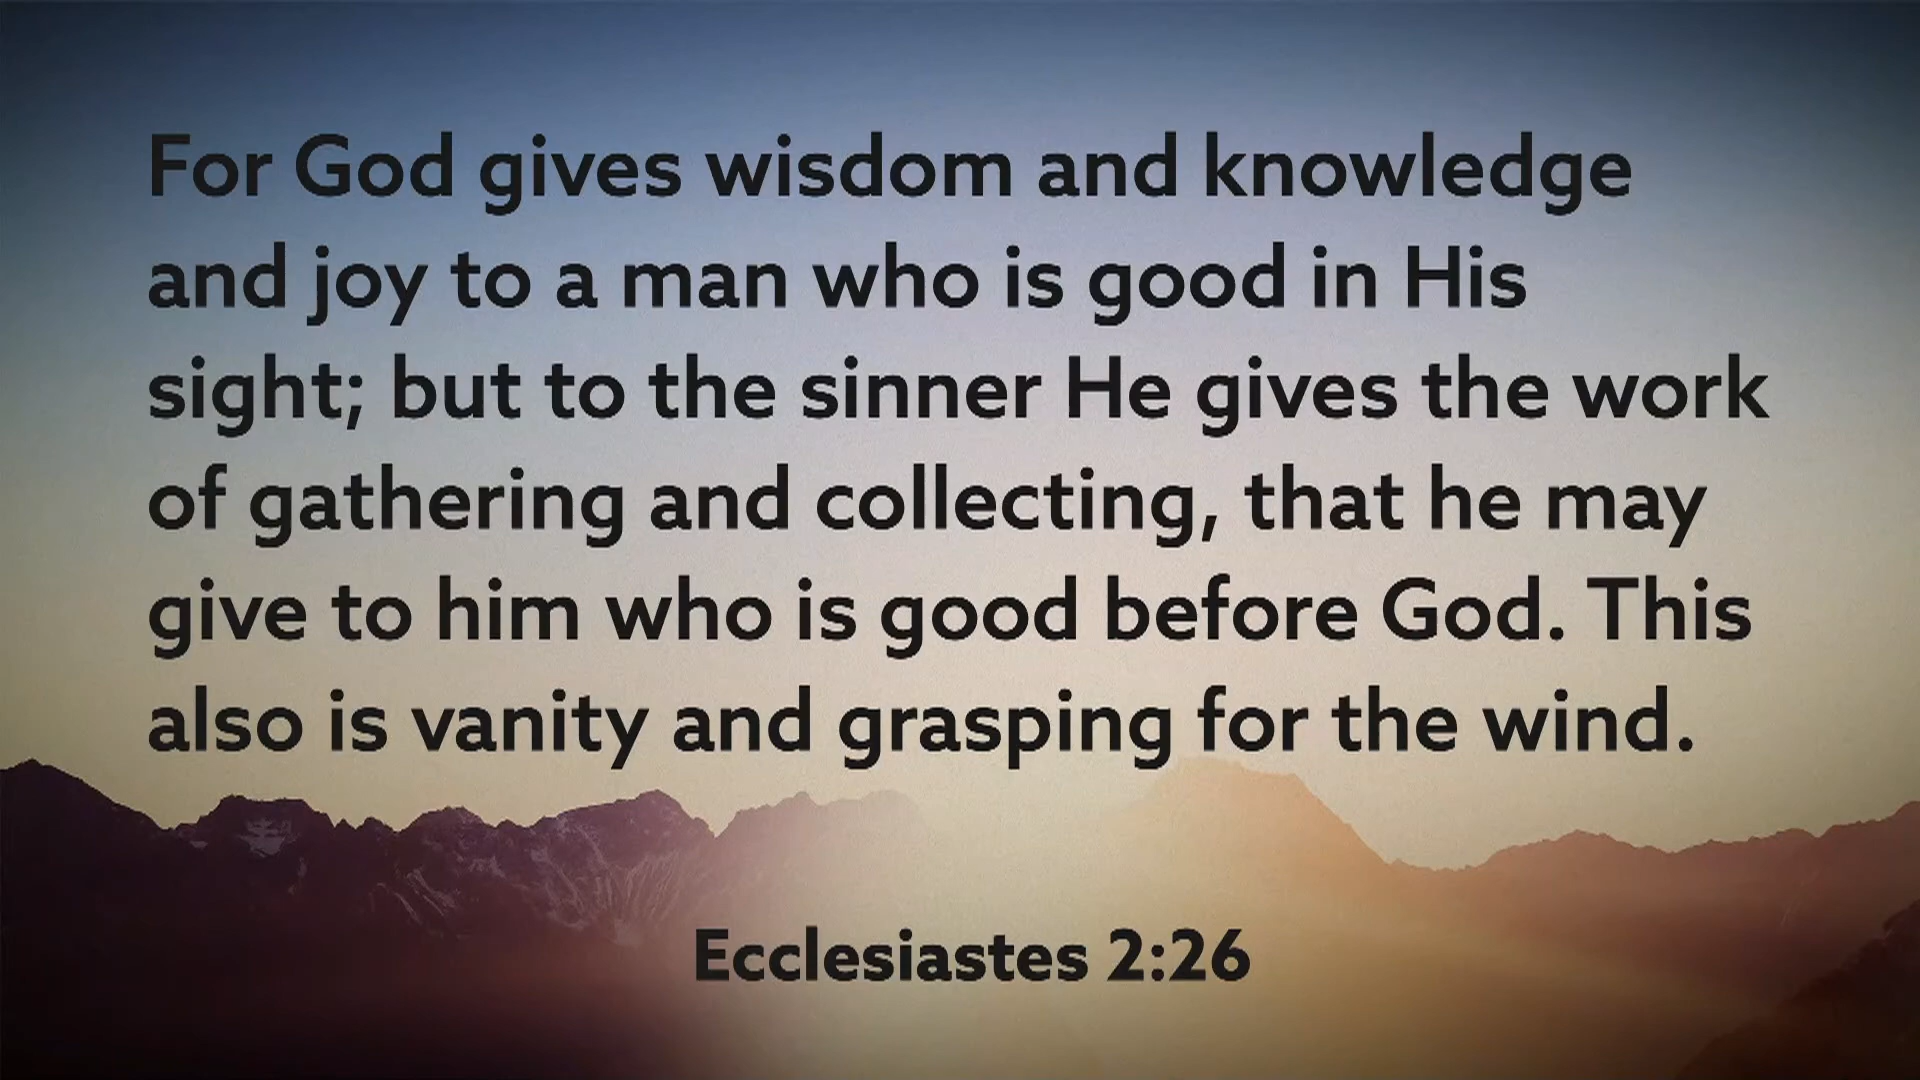 For God gives wisdom and knowledge
and joy to a man who is good in His
sight; but to the sinner He gives the work
of gathering and collecting, that he may
give to him who is good before God. This
also is vanity and grasping for the wind.
Ecclesiastes 2:26